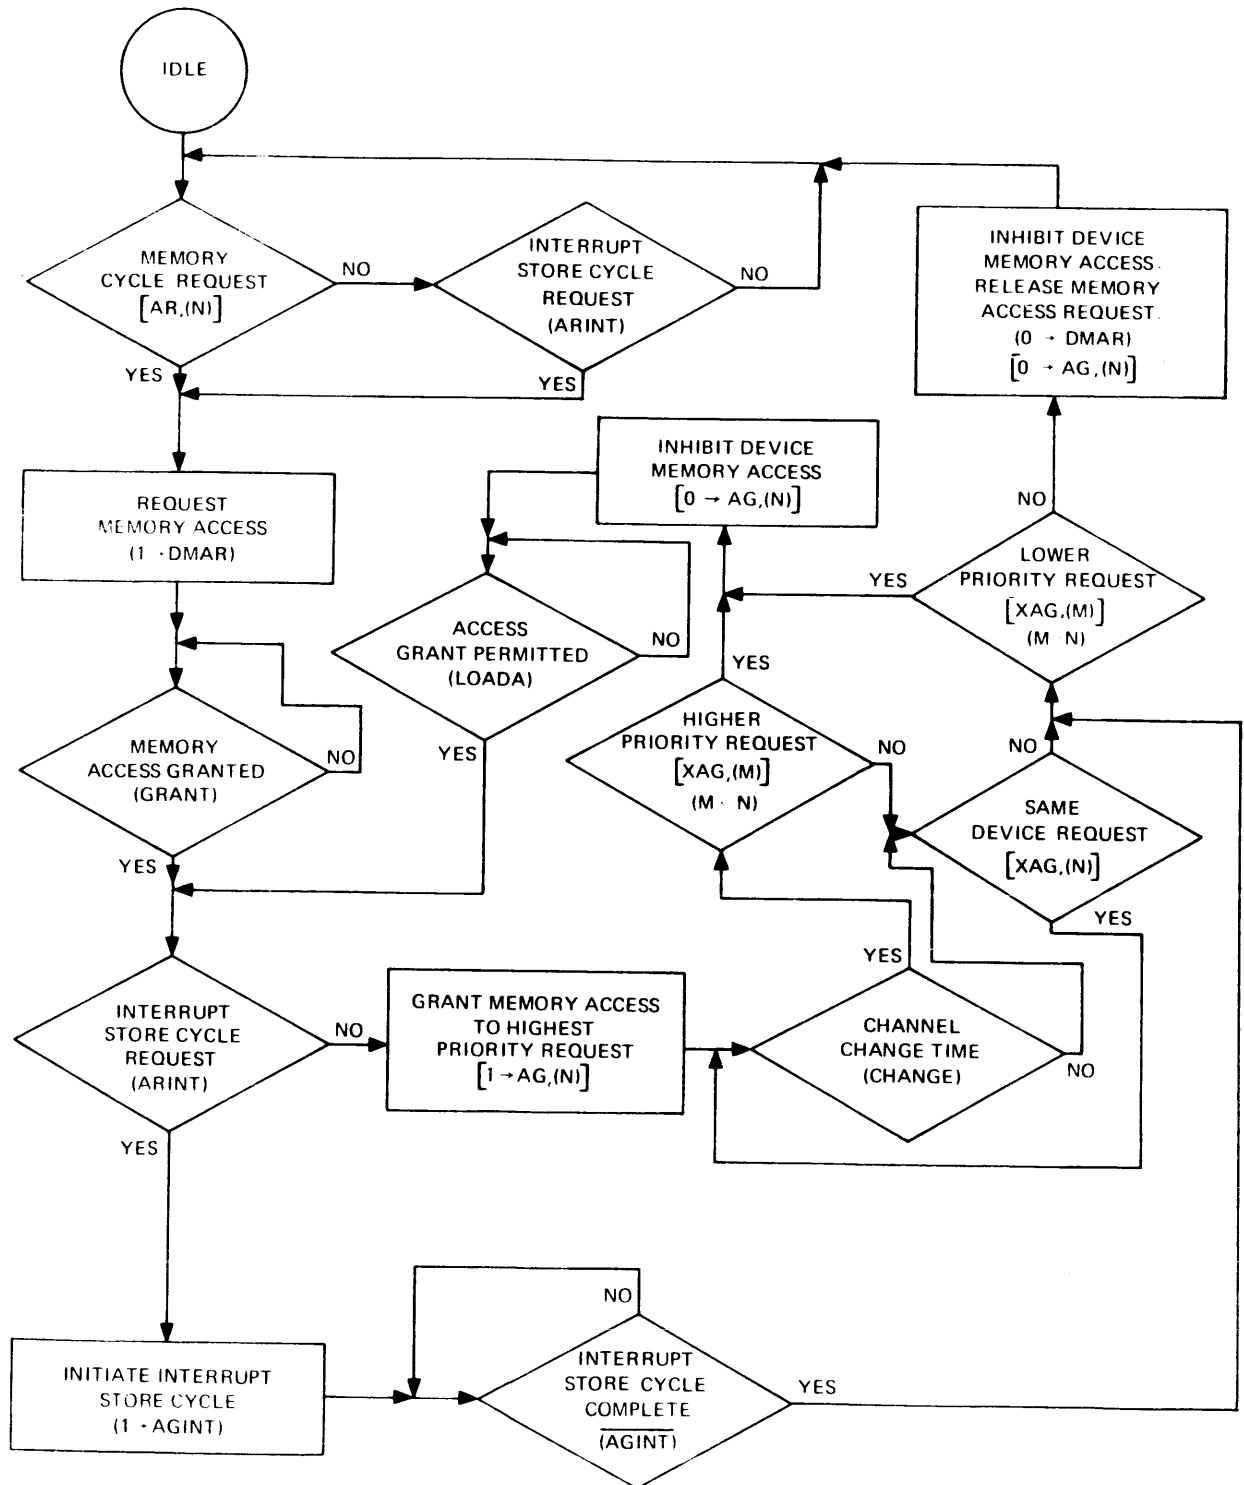 IDLE
MEMORY
CYCLE REQUEST
[AR,(N)]
NO
YES
INTERRUPT
STORE CYCLE
REQUEST
(ARINT)
NO
YES
INHIBIT DEVICE
MEMORY ACCESS.
RELEASE MEMORY
ACCESS REQUEST.
(0 → DMAR)
[0 → AG,(N)]
REQUEST
MEMORY ACCESS
(1 → DMAR)
INHIBIT DEVICE
MEMORY ACCESS
[0 → AG,(N)]
NO
LOWER
PRIORITY REQUEST
[XAG,(M)]
(M N)
YES
ACCESS
GRANT PERMITTED
(LOADA)
NO
YES
MEMORY
ACCESS GRANTED
(GRANT)
NO
YES
YES
HIGHER
PRIORITY REQUEST
[XAG,(M)]
(M N)
NO
NO
SAME
DEVICE REQUEST
[XAG,(N)]
YES
INTERRUPT
STORE CYCLE
REQUEST
(ARINT)
NO
YES
GRANT MEMORY ACCESS
TO HIGHEST
PRIORITY REQUEST
[1 → AG,(N)]
YES
CHANNEL
CHANGE TIME
(CHANGE)
NO
INITIATE INTERRUPT
STORE CYCLE
(1 → AGINT)
NO
INTERRUPT
STORE CYCLE
COMPLETE
(A̅G̅I̅N̅T̅)
YES